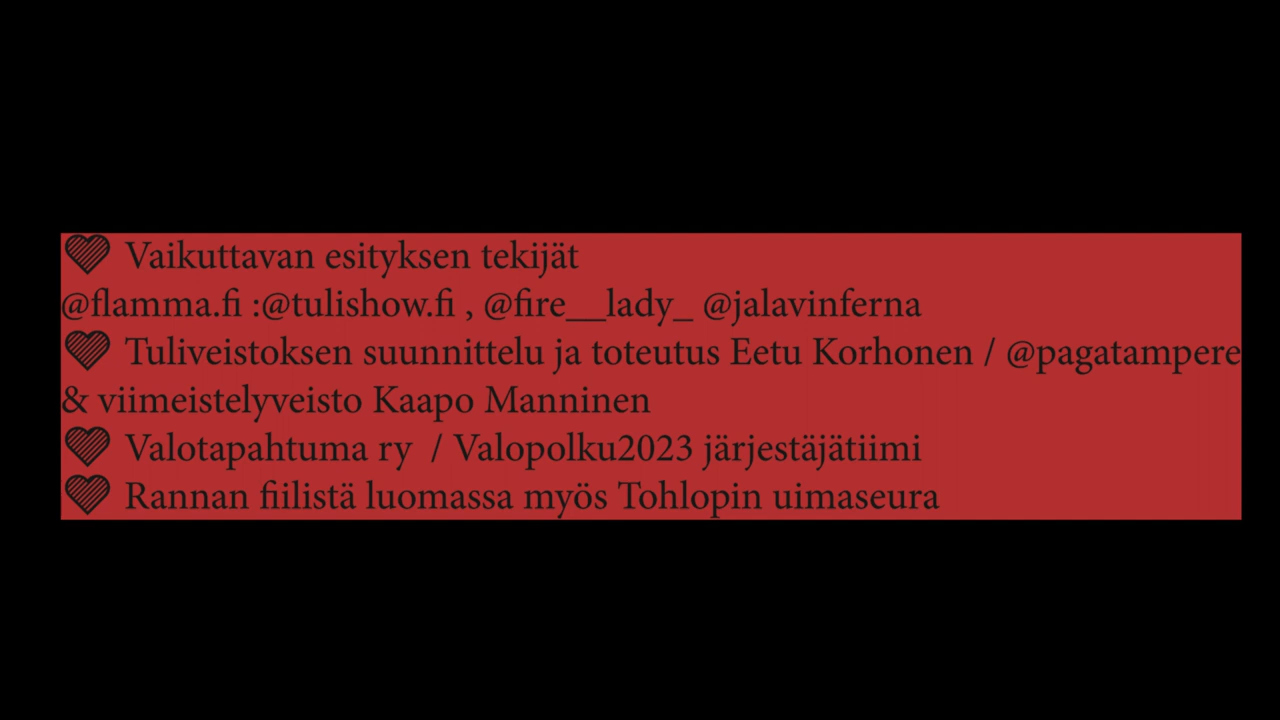 🖤 Vaikuttavan esityksen tekijät
@flamma.fi :@tulishow.fi , @fire__lady_ @jalavinferna
🖤 Tuliveistoksen suunnittelu ja toteutus Eetu Korhonen / @pagatampere
& viimeistelyveisto Kaapo Manninen
🖤 Valotapahtuma ry / Valopolku2023 järjestäjätiimi
🖤 Rannan fiilistä luomassa myös Tohlopin uimaseura